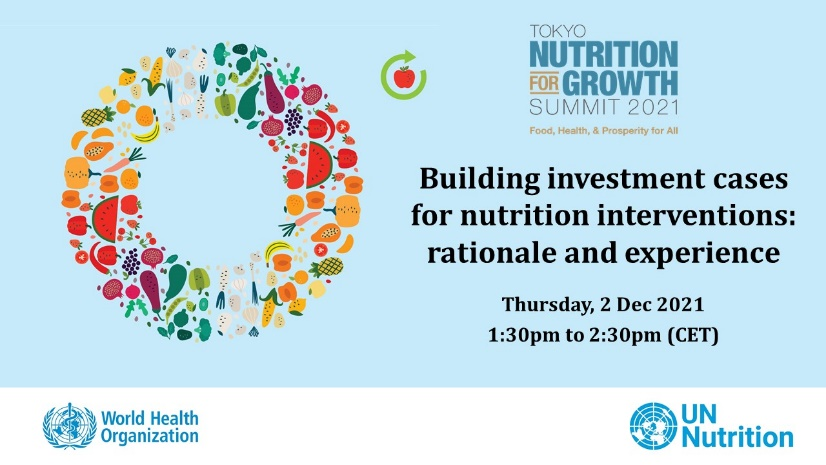 TOKYO
NUTRITION
FOR GROWTH
SUMMIT 2021
Food, Health, & Prosperity for All
Building investment cases
for nutrition interventions:
rationale and experience
Thursday, 2 Dec 2021
1:30pm to 2:30pm (CET)
World Health
Organization
UN
Nutrition